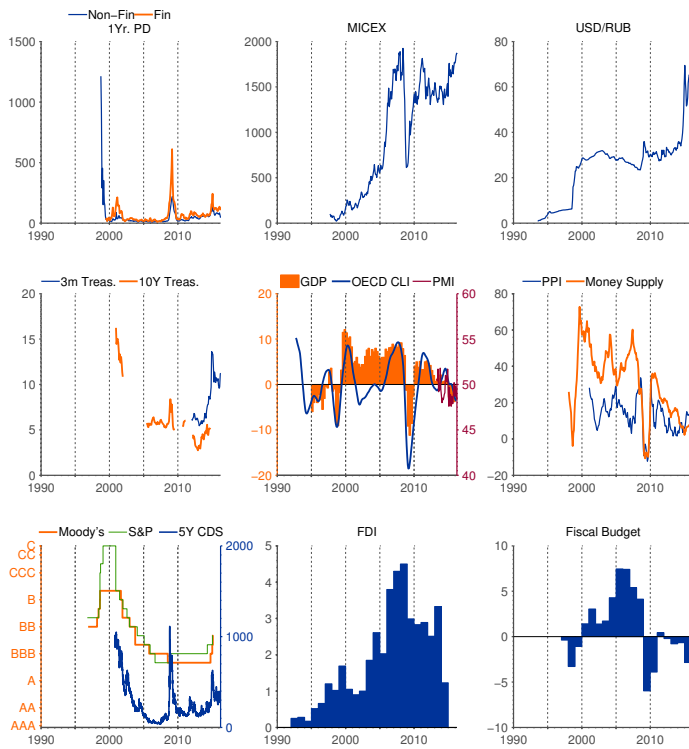 Non−Fin Fin
1Yr. PD MICEX USD/RUB
1500 2000 80
1500 60
1000
1000 40
500
500 20
0 0 0
1990 2000 2010 1990 2000 2010 1990 2000 2010
3m Treas. 10Y Treas. GDP OECD CLI PMI PPI Money Supply
20 20 60 80
15 10 55 60
40
10 0 50
20
5 −10 45
0
0 −20 40 −20
1990 2000 2010 1990 2000 2010 1990 2000 2010
Moody's S&P 5Y CDS FDI Fiscal Budget
C 2000 5 10
CC
CCC 4
5
B 3
BB 1000 0
BBB 2
A −5
1
AA
AAA 0 0 −10
1990 2000 2010 1990 2000 2010 1990 2000 2010